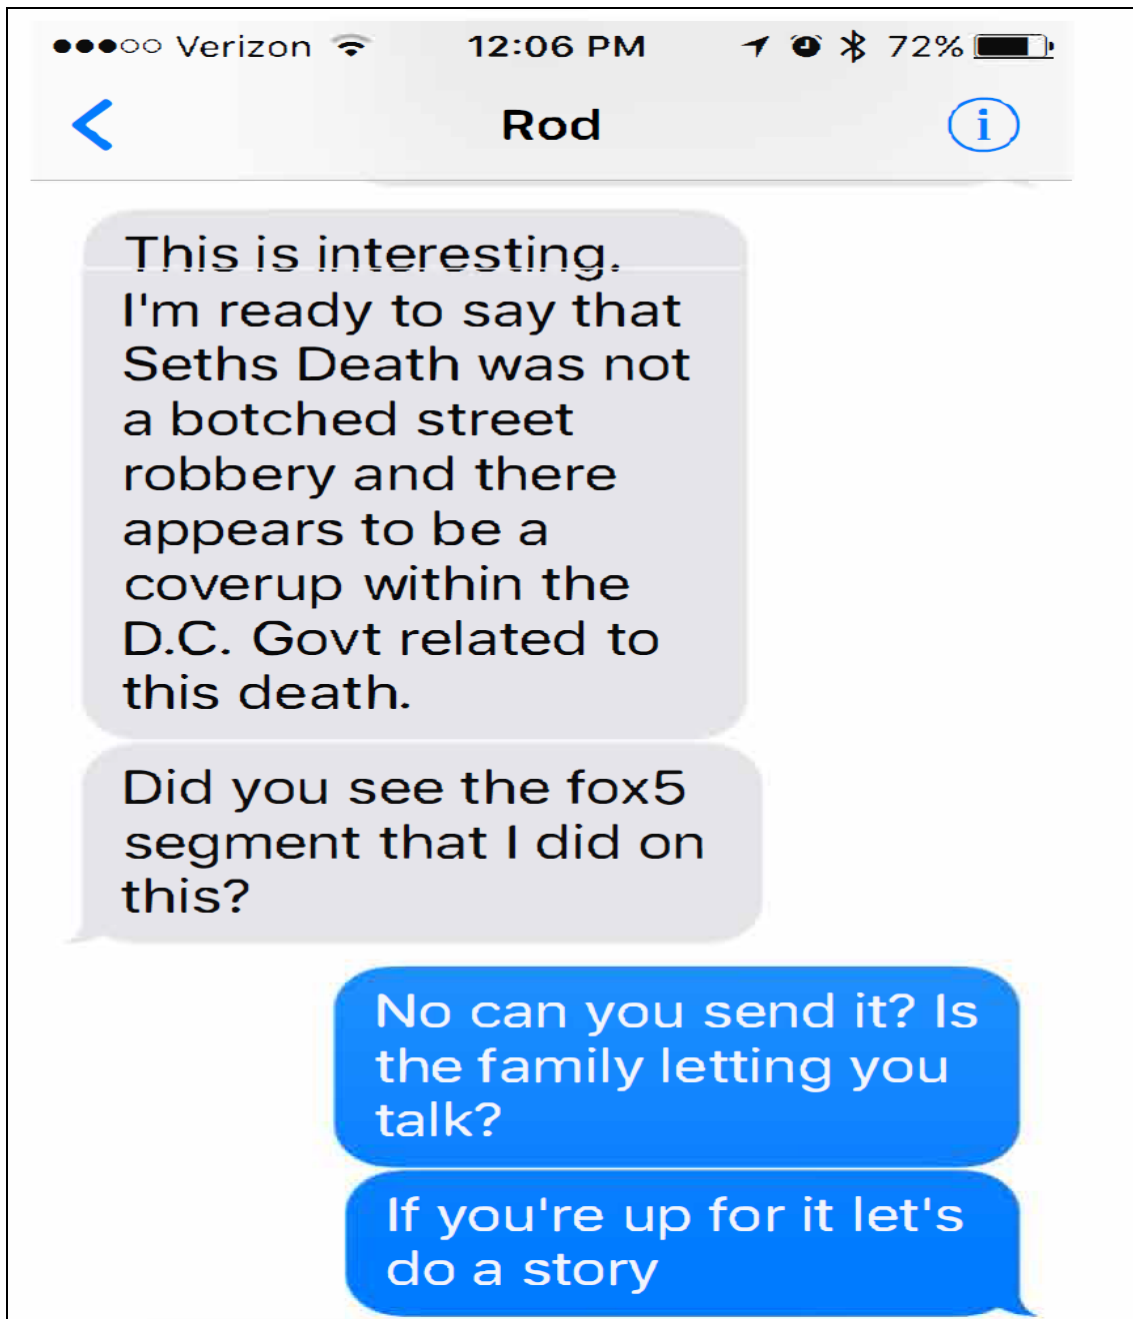 Verizon 12:06 PM 72%
Rod
This is interesting.
I'm ready to say that
Seths Death was not
a botched street
robbery and there
appears to be a
coverup within the
D.C. Govt related to
this death.
Did you see the fox5
segment that I did on
this?
No can you send it? Is
the family letting you
talk?
If you're up for it let's
do a story